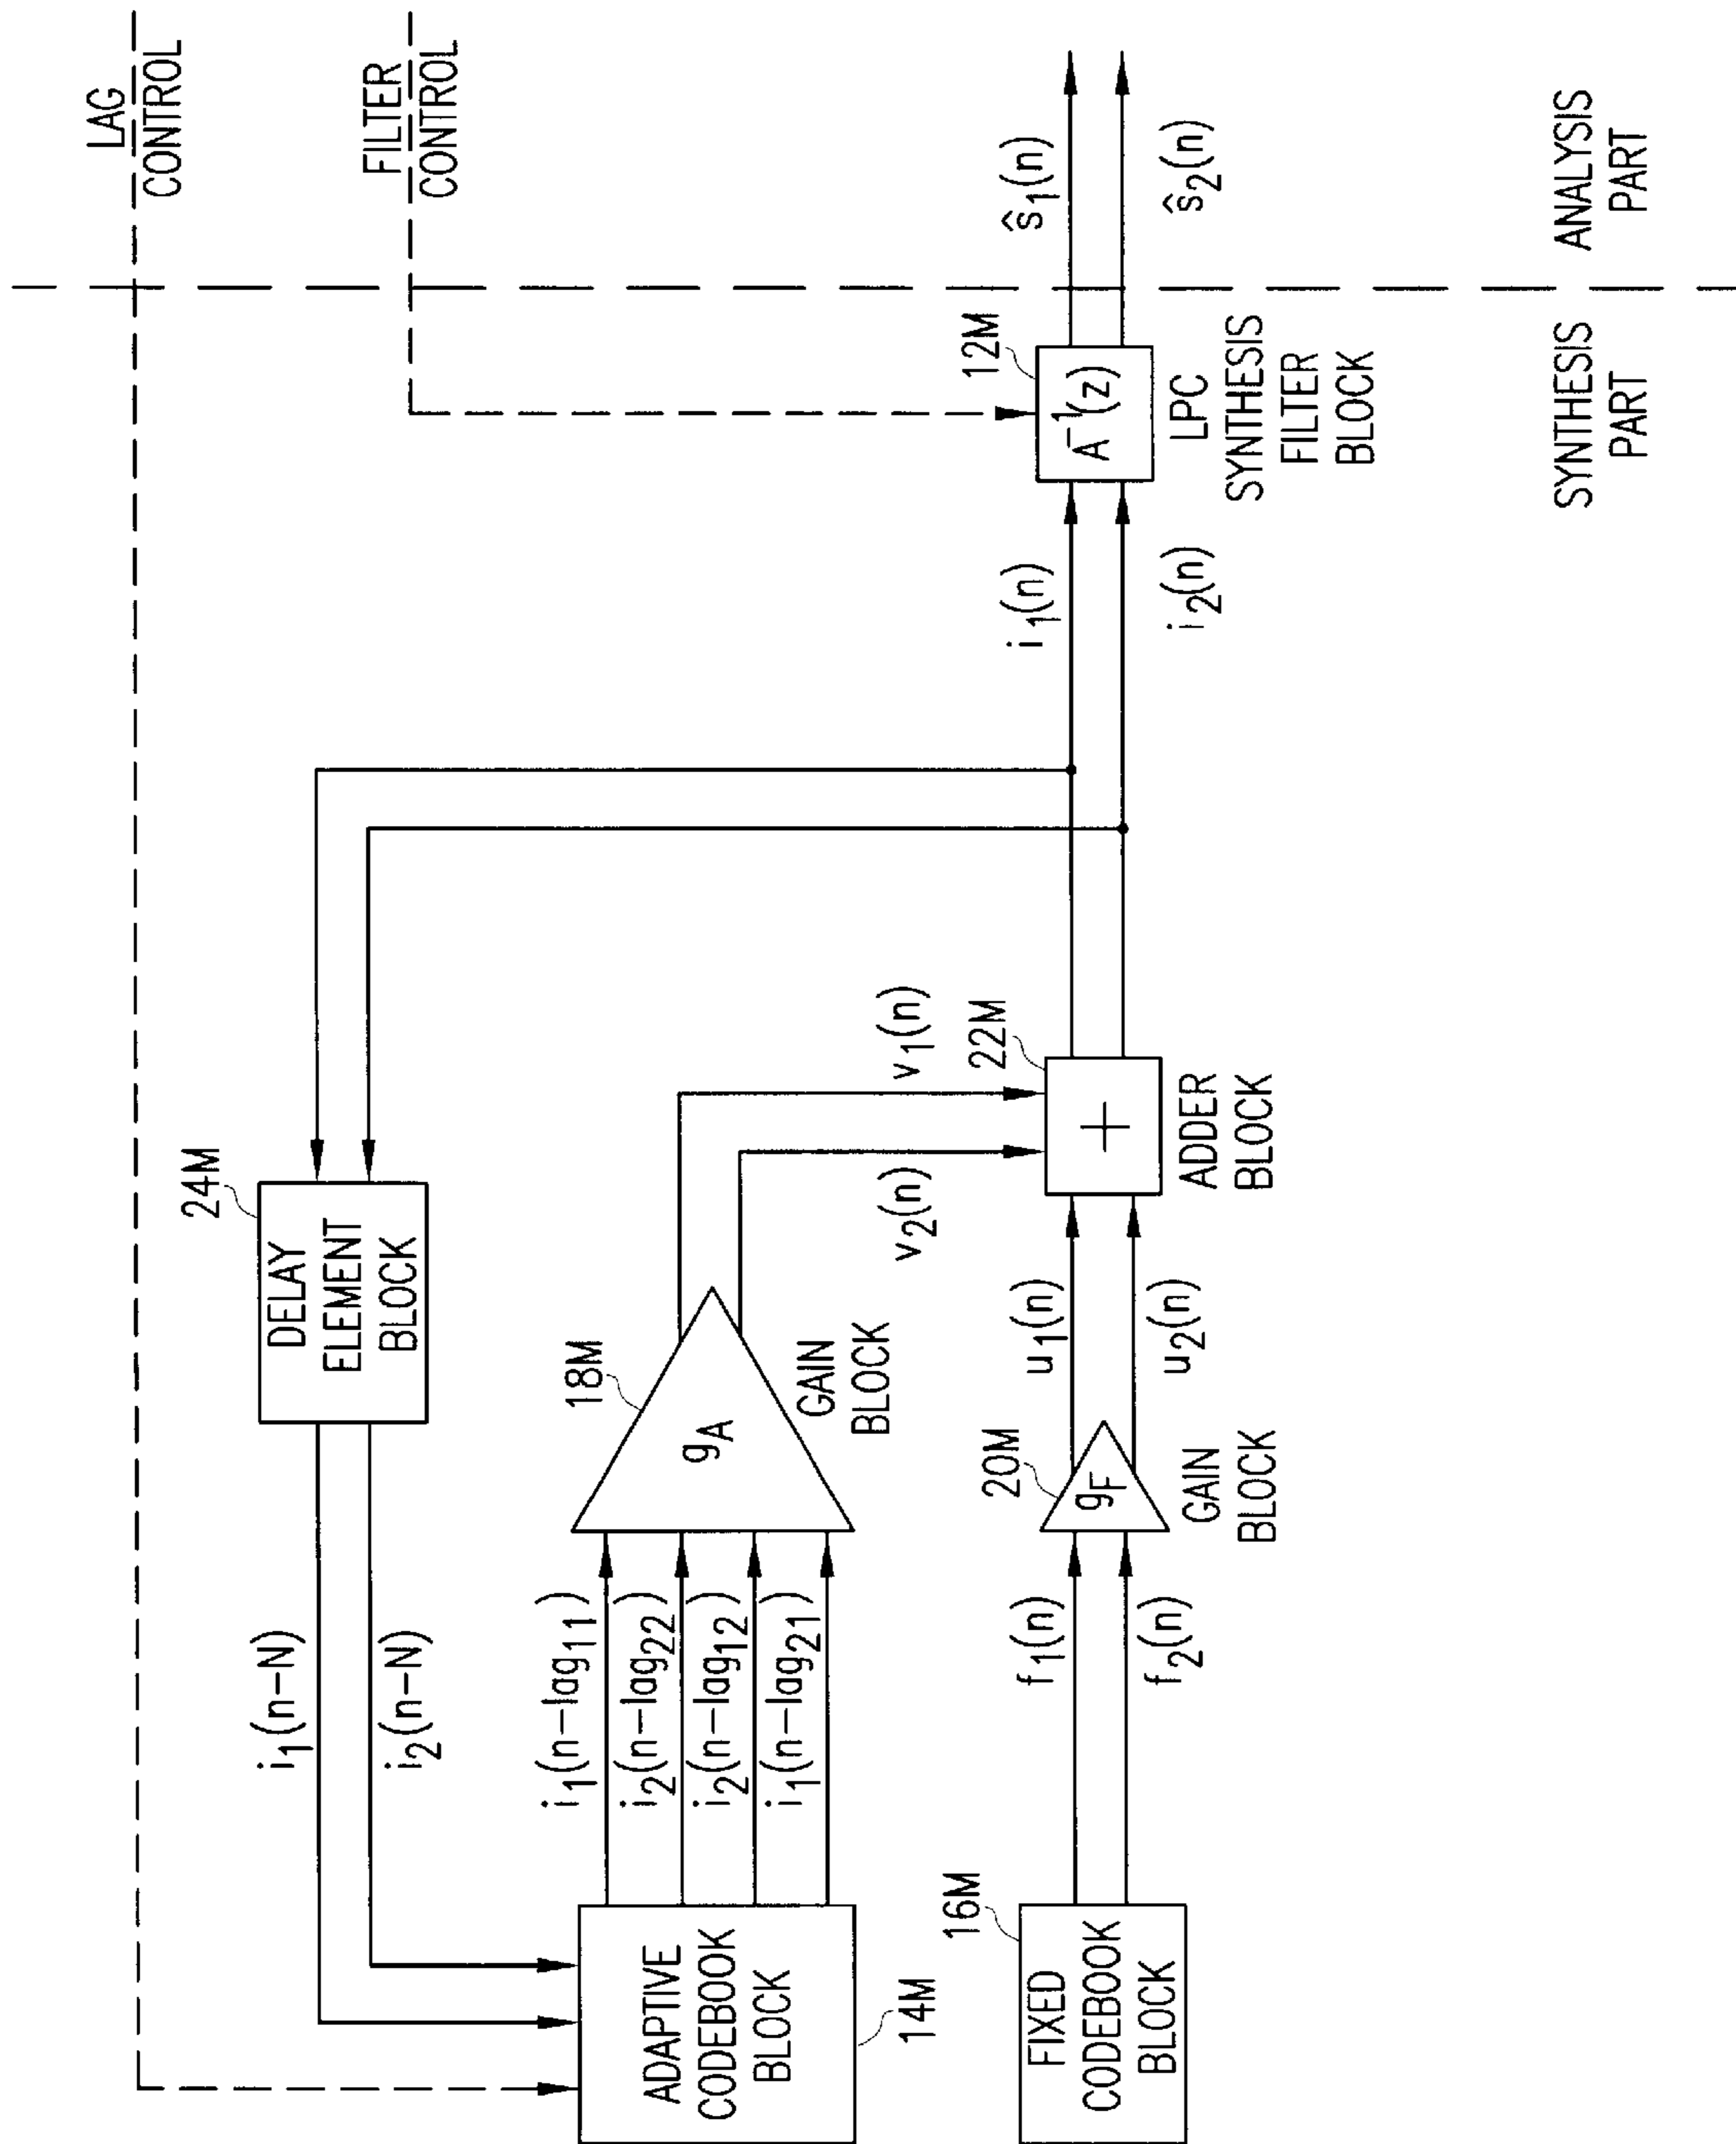 LAG
CONTROL
FILTER
CONTROL
24M
DELAY
ELEMENT
BLOCK
i1(n-N)
i2(n-N)
ADAPTIVE
CODEBOOK
BLOCK
14M
i1(n-lag11)
i2(n-lag22)
i2(n-lag12)
i1(n-lag21)
18M
gA
GAIN
BLOCK
v1(n)
v2(n)
16M
FIXED
CODEBOOK
BLOCK
f1(n)
f2(n)
20M
gF
GAIN
BLOCK
u1(n)
u2(n)
22M
+
ADDER
BLOCK
i1(n)
i2(n)
12M
A⁻¹(z)
LPC
SYNTHESIS
FILTER
BLOCK
ŝ1(n)
ŝ2(n)
SYNTHESIS
PART
ANALYSIS
PART